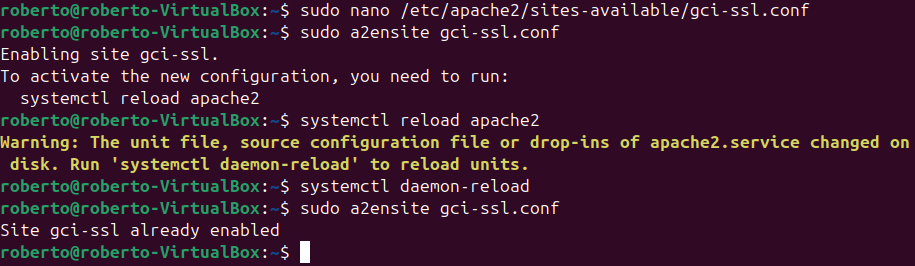 roberto@roberto-VirtualBox:~$ sudo nano /etc/apache2/sites-available/gci-ssl.conf
roberto@roberto-VirtualBox:~$ sudo a2ensite gci-ssl.conf
Enabling site gci-ssl.
To activate the new configuration, you need to run:
  systemctl reload apache2
roberto@roberto-VirtualBox:~$ systemctl reload apache2
Warning: The unit file, source configuration file or drop-ins of apache2.service changed on
 disk. Run 'systemctl daemon-reload' to reload units.
roberto@roberto-VirtualBox:~$ systemctl daemon-reload
roberto@roberto-VirtualBox:~$ sudo a2ensite gci-ssl.conf
Site gci-ssl already enabled
roberto@roberto-VirtualBox:~$